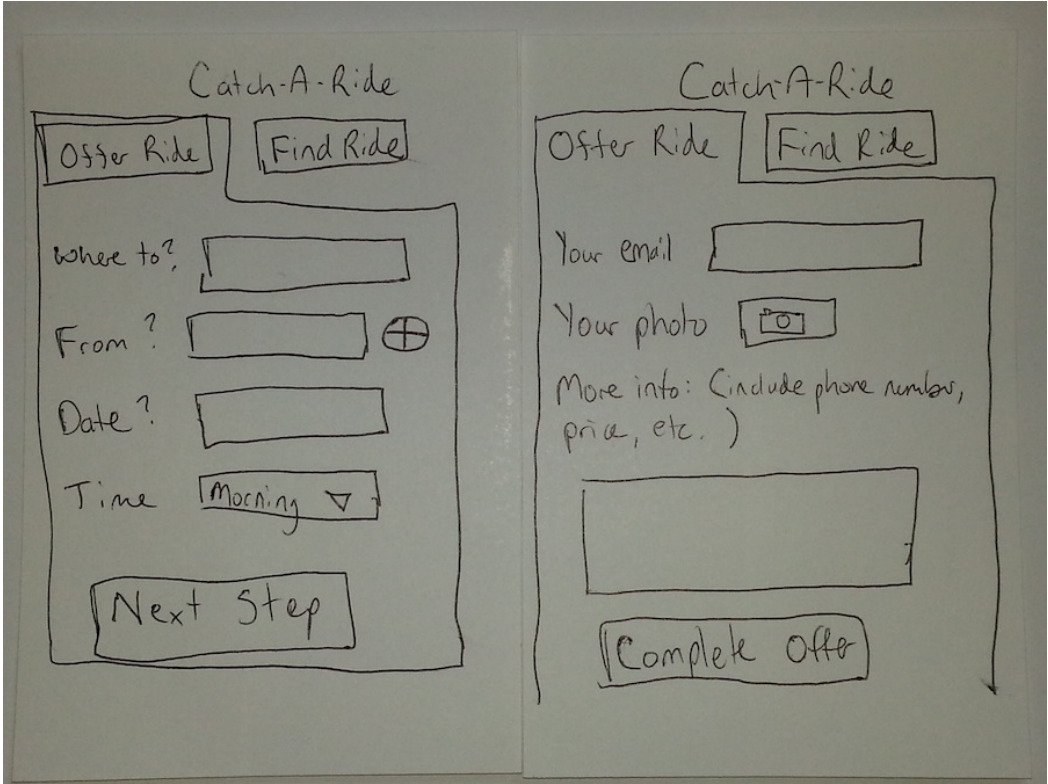 Catch-A-Ride
Offer Ride
Find Ride
Where to?
From?
Date?
Time
Morning
Next Step
Catch-A-Ride
Offer Ride
Find Ride
Your email
Your photo
More info: (include phone number,
price, etc.)
Complete Offer